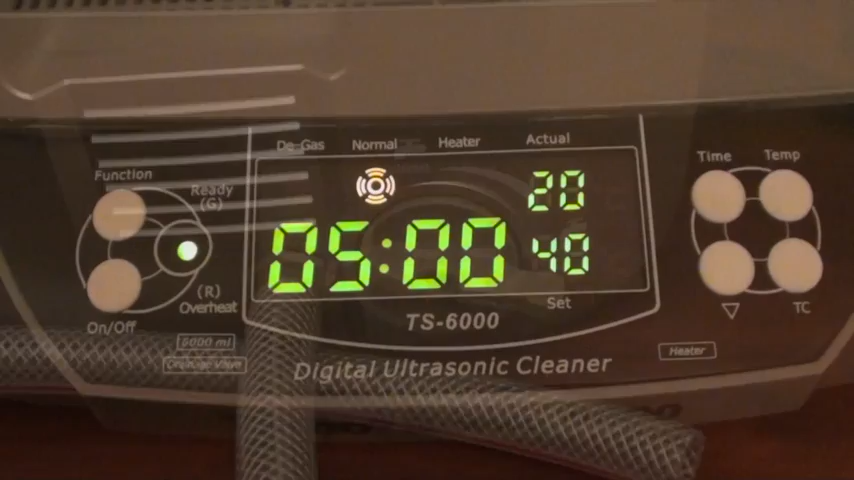 De-Gas Normal Heater Actual
Time Temp
Function
Ready
(G)
20
05:00
40
(R)
Overheat
Set
On/Off
TC
TS-6000
6000 ml
Drainage Valve
Digital Ultrasonic Cleaner
Heater